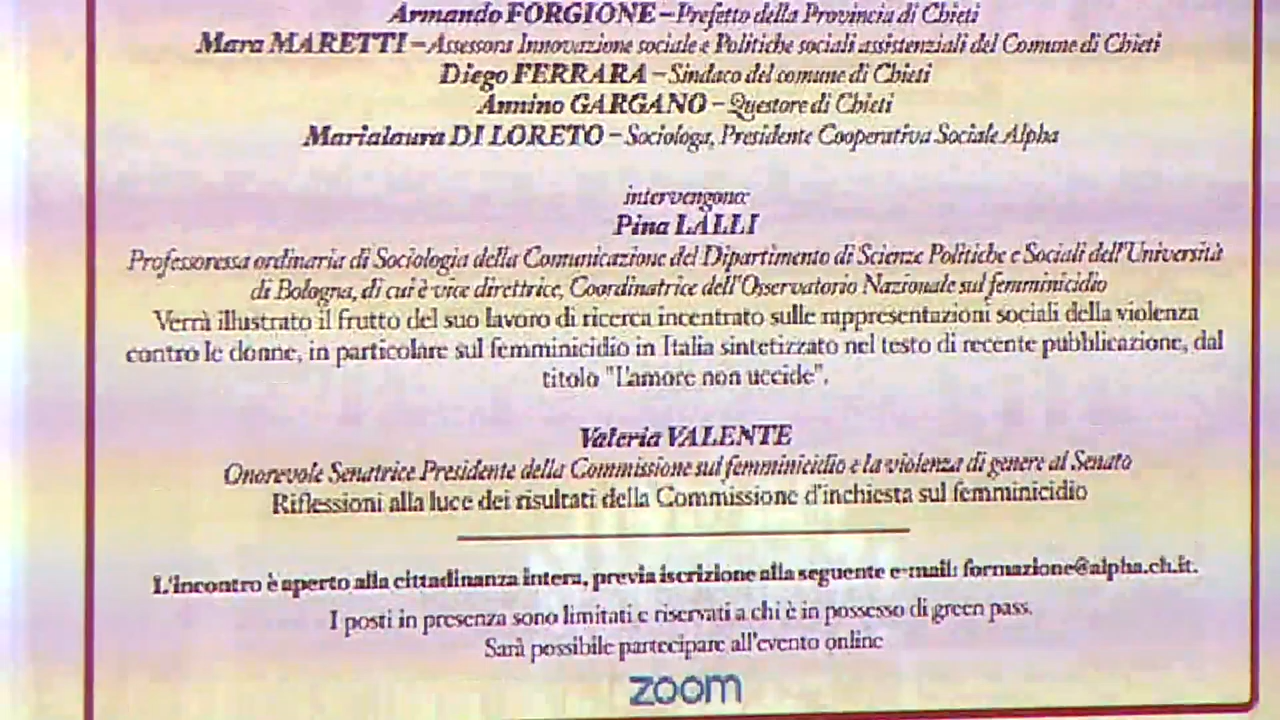 Armando FORGIONE – Prefetto della Provincia di Chieti
Mara MARETTI – Assessora Innovazione sociale e Politiche sociali assistenziali del Comune di Chieti
Diego FERRARA – Sindaco del comune di Chieti
Annino GARGANO – Questore di Chieti
Marialaura DI LORETO – Sociologa, Presidente Cooperativa Sociale Alpha
intervengono:
Pina LALLI
Professoressa ordinaria di Sociologia della Comunicazione del Dipartimento di Scienze Politiche e Sociali dell'Università
di Bologna, di cui è vice direttrice, Coordinatrice dell'Osservatorio Nazionale sul femminicidio
Verrà illustrato il frutto del suo lavoro di ricerca incentrato sulle rappresentazioni sociali della violenza
contro le donne, in particolare sul femminicidio in Italia sintetizzato nel testo di recente pubblicazione, dal
titolo "L'amore non uccide".
Valeria VALENTE
Onorevole Senatrice Presidente della Commissione sul femminicidio e la violenza di genere al Senato
Riflessioni alla luce dei risultati della Commissione d'inchiesta sul femminicidio
L'incontro è aperto alla cittadinanza intera, previa iscrizione alla seguente e-mail: formazione@alpha.ch.it.
I posti in presenza sono limitati e riservati a chi è in possesso di green pass.
Sarà possibile partecipare all'evento online
zoom